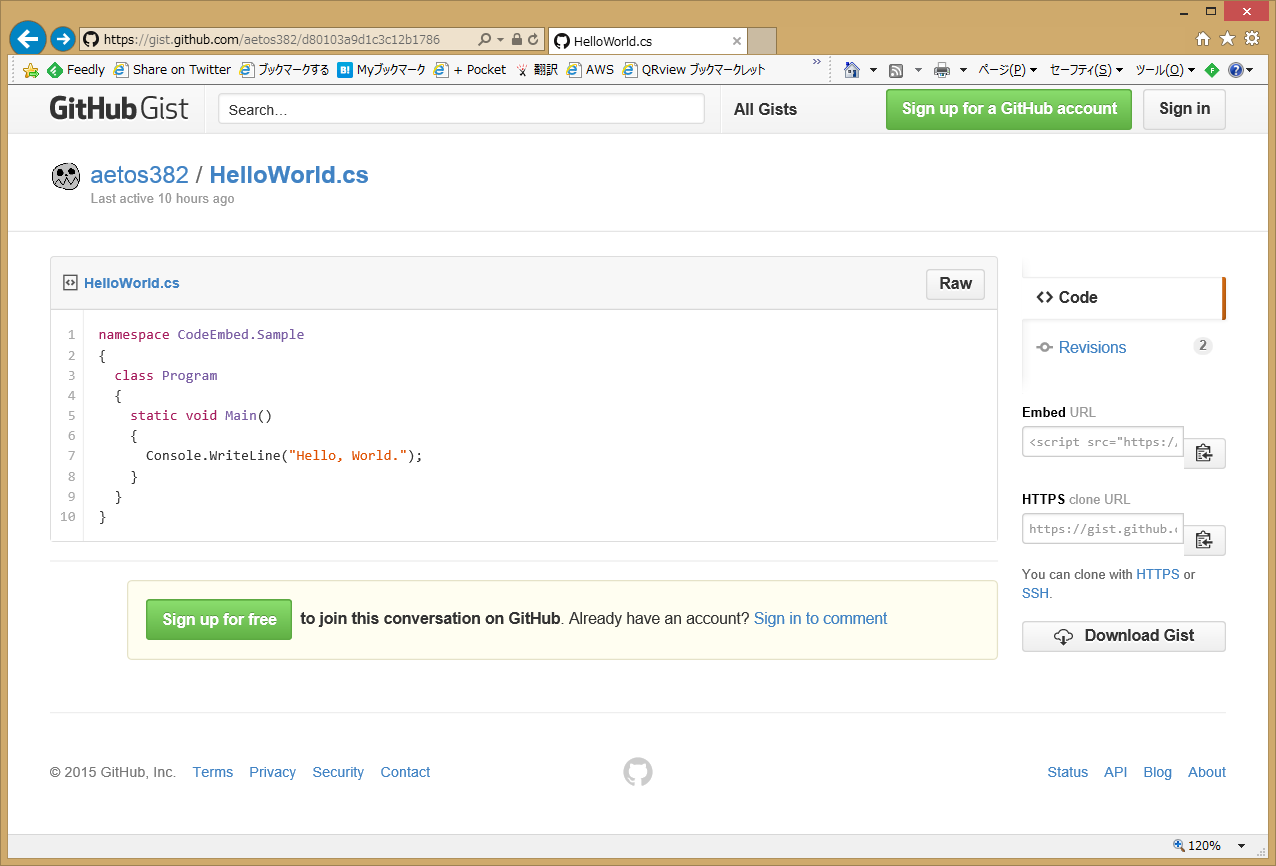 https://gist.github.com/aetos382/d80103a9d1c3c12b1786
HelloWorld.cs
Feedly Share on Twitter ブックマークする B! Myブックマーク + Pocket 翻訳 AWS QRview ブックマークレット » ページ(P) セーフティ(S) ツール(O)
GitHub Gist Search... All Gists Sign up for a GitHub account Sign in
aetos382 / HelloWorld.cs
Last active 10 hours ago
HelloWorld.cs Raw
1 namespace CodeEmbed.Sample
2 {
3 class Program
4 {
5 static void Main()
6 {
7 Console.WriteLine("Hello, World.");
8 }
9 }
10 }
Code
Revisions 2
Embed URL
<script src="https:/
HTTPS clone URL
https://gist.github.
You can clone with HTTPS or
SSH.
Download Gist
Sign up for free to join this conversation on GitHub. Already have an account? Sign in to comment
© 2015 GitHub, Inc. Terms Privacy Security Contact Status API Blog About
120%